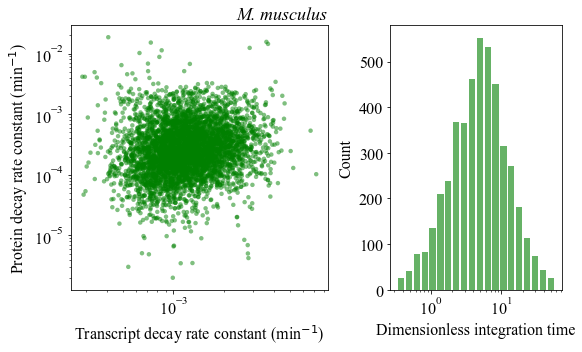 M. musculus
Protein decay rate constant (min⁻¹)
10⁻²
10⁻³
10⁻⁴
10⁻⁵
10⁻³
Transcript decay rate constant (min⁻¹)
Count
500
400
300
200
100
0
10⁰
10¹
Dimensionless integration time